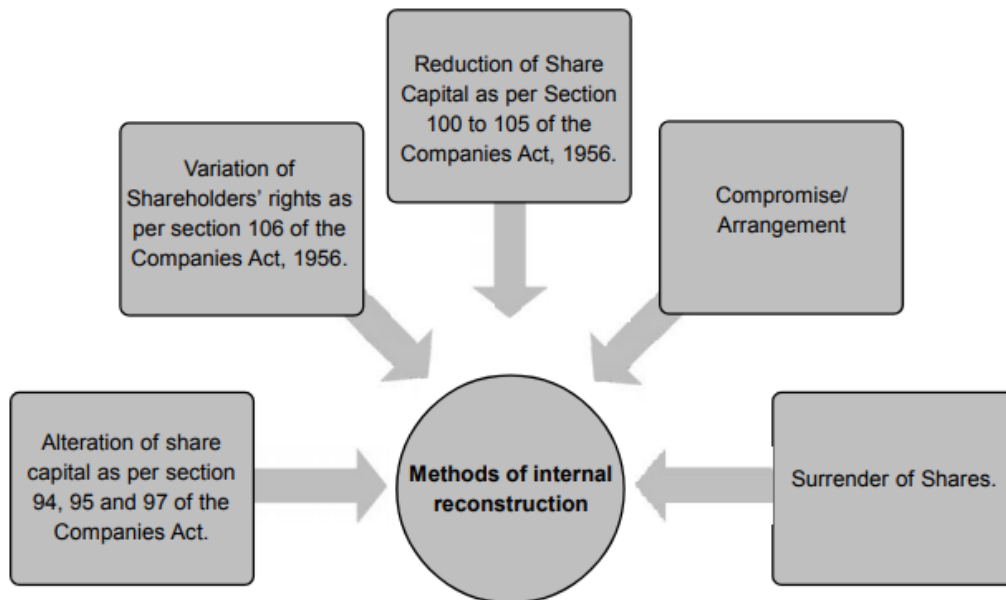 Reduction of Share
Capital as per Section
100 to 105 of the
Companies Act, 1956.
Variation of
Shareholders’ rights as
per section 106 of the
Companies Act, 1956.
Compromise/
Arrangement
Alteration of share
capital as per section
94, 95 and 97 of the
Companies Act.
Methods of internal
reconstruction
Surrender of Shares.